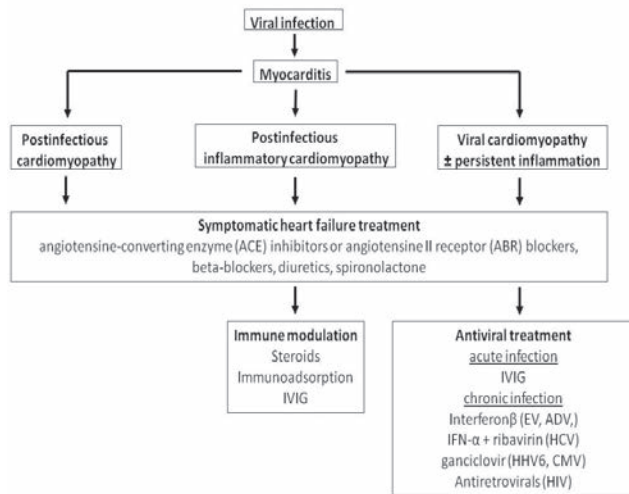 Viral infection
Myocarditis
Postinfectious
cardiomyopathy
Postinfectious
inflammatory cardiomyopathy
Viral cardiomyopathy
± persistent inflammation
Symptomatic heart failure treatment
angiotensine-converting enzyme (ACE) inhibitors or angiotensine II receptor (ABR) blockers,
beta-blockers, diuretics, spironolactone
Immune modulation
Steroids
Immunoadsorption
IVIG
Antiviral treatment
acute infection
IVIG
chronic infection
Interferonβ (EV, ADV,)
IFN-α + ribavirin (HCV)
ganciclovir (HHV6, CMV)
Antiretrovirals (HIV)